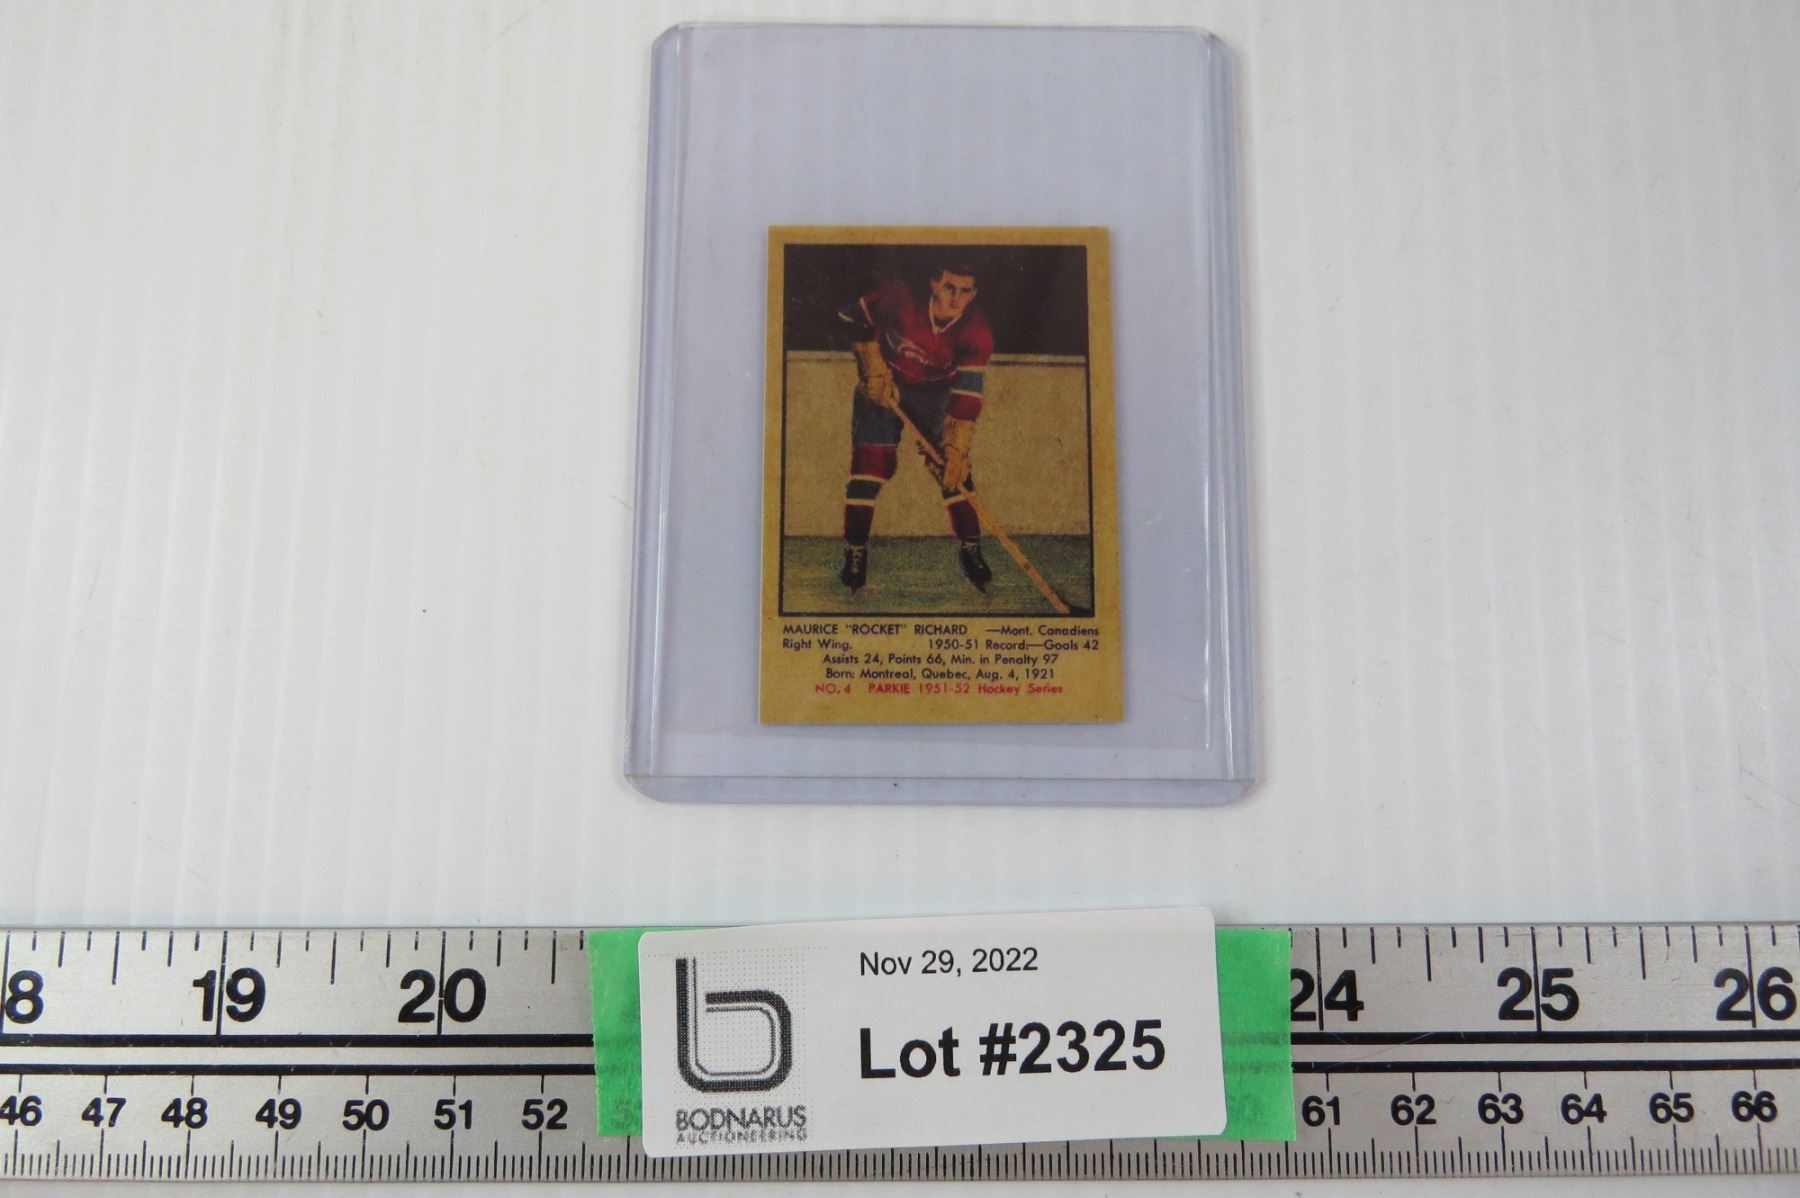 MAURICE "ROCKET" RICHARD —Mont. Canadiens
Right Wing. 1950-51 Record:—Goals 42
Assists 24, Points 66, Min. in Penalty 97
Born: Montreal, Quebec, Aug. 4, 1921
NO. 4 PARKIE 1951-52 Hockey Series
Nov 29, 2022
Lot #2325
BODNARUS
AUCTIONEERING
8 19 20 24 25 26
46 47 48 49 50 51 52 61 62 63 64 65 66